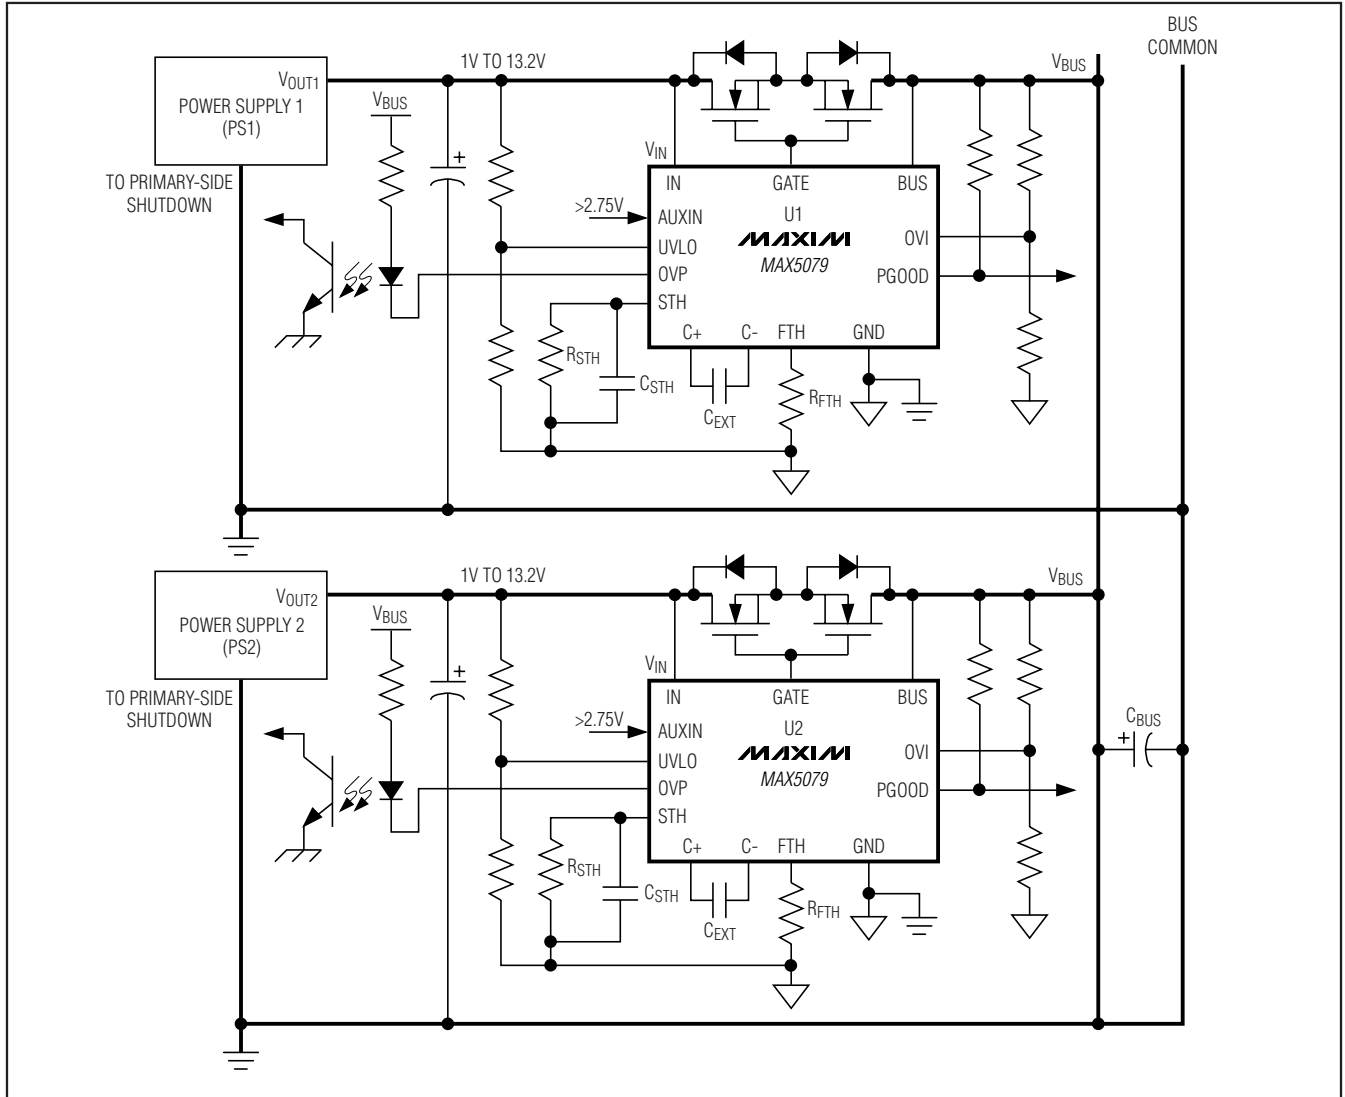 BUS
COMMON
1V TO 13.2V
VBUS
VOUT1
POWER SUPPLY 1
(PS1)
VBUS
+
VIN
TO PRIMARY-SIDE
SHUTDOWN
IN
GATE
BUS
>2.75V
AUXIN
U1
MAXIM
MAX5079
UVLO
OVI
OVP
PGOOD
STH
C+
C-
FTH
GND
RSTH
CSTH
CEXT
RFTH
1V TO 13.2V
VBUS
VOUT2
POWER SUPPLY 2
(PS2)
VBUS
+
VIN
TO PRIMARY-SIDE
SHUTDOWN
IN
GATE
BUS
>2.75V
AUXIN
U2
MAXIM
MAX5079
UVLO
OVI
OVP
PGOOD
STH
CBUS
+
C+
C-
FTH
GND
RSTH
CSTH
CEXT
RFTH